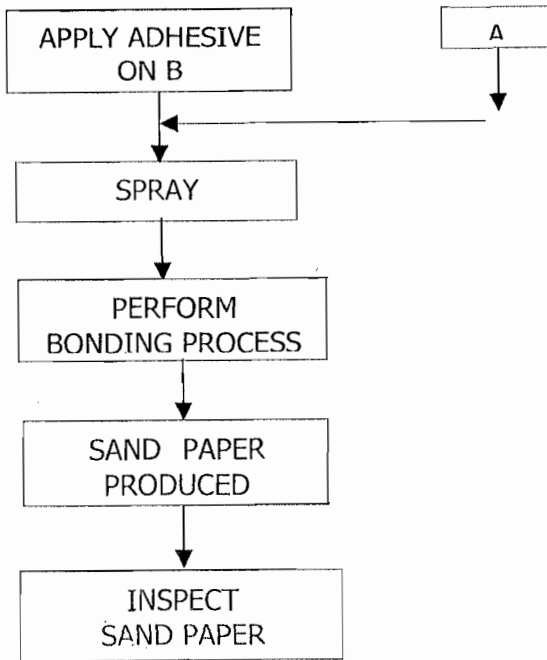 APPLY ADHESIVE
ON B
A
SPRAY
PERFORM
BONDING PROCESS
SAND PAPER
PRODUCED
INSPECT
SAND PAPER